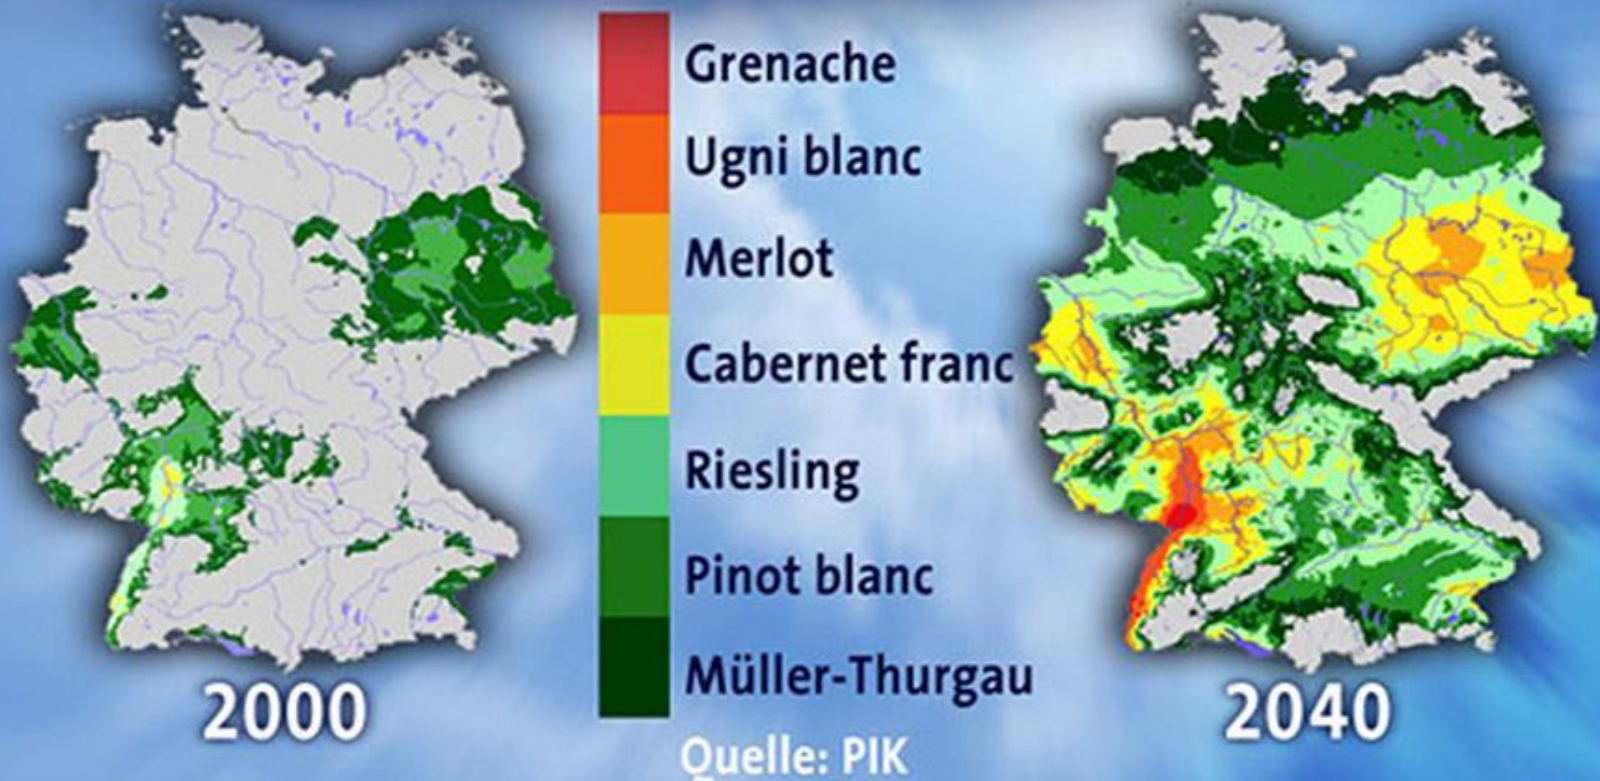 Grenache
Ugni blanc
Merlot
Cabernet franc
Riesling
Pinot blanc
Müller-Thurgau
2000
2040
Quelle: PIK